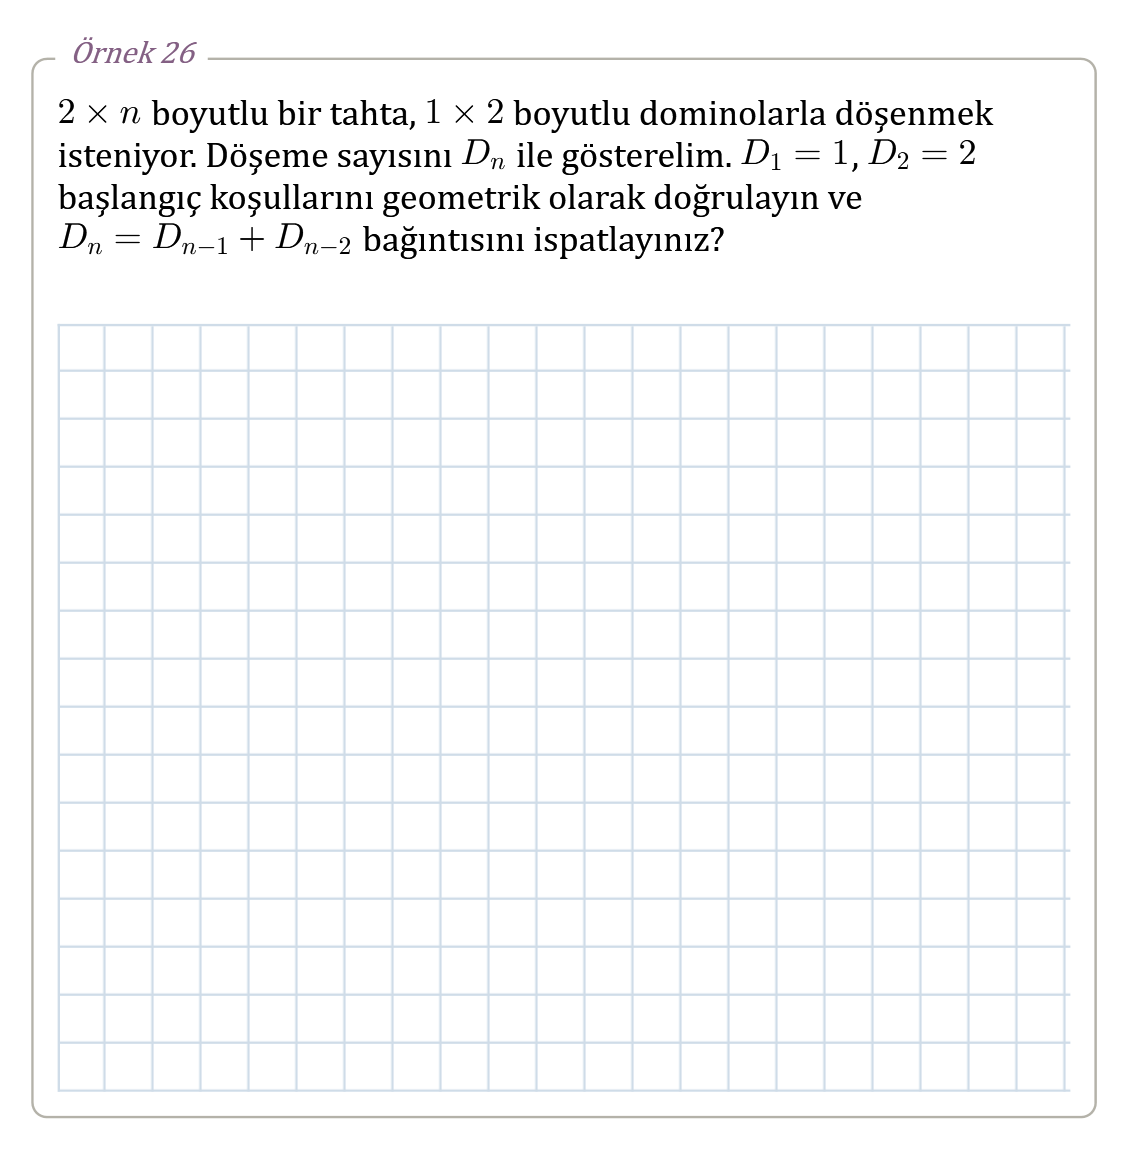 Örnek 26
2 × n boyutlu bir tahta, 1 × 2 boyutlu dominolarla döşenmek
isteniyor. Döşeme sayısını Dₙ ile gösterelim. D₁ = 1, D₂ = 2
başlangıç koşullarını geometrik olarak doğrulayın ve
Dₙ = Dₙ₋₁ + Dₙ₋₂ bağıntısını ispatlayınız?